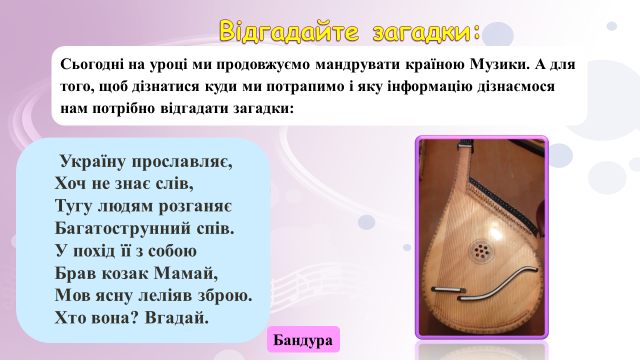 Відгадайте загадки:
Сьогодні на уроці ми продовжуємо мандрувати країною Музики. А для
того, щоб дізнатися куди ми потрапимо і яку інформацію дізнаємося
нам потрібно відгадати загадки:
Україну прославляє,
Хоч не знає слів,
Тугу людям розганяє
Багатострунний спів.
У похід її з собою
Брав козак Мамай,
Мов ясну леліяв зброю.
Хто вона? Вгадай.
Бандура